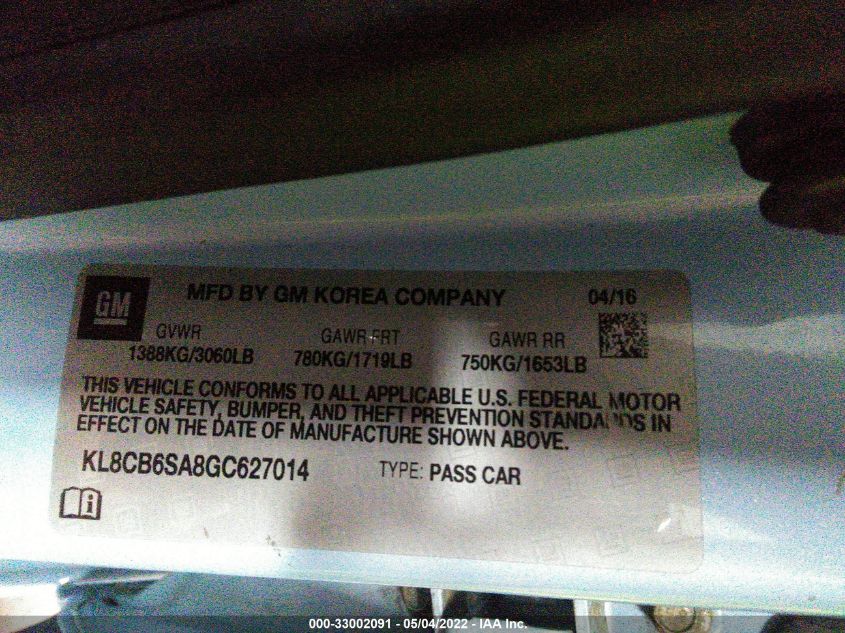 GM
MFD BY GM KOREA COMPANY 04/16
GVWR GAWR FRT GAWR RR
1388KG/3060LB 780KG/1719LB 750KG/1653LB
THIS VEHICLE CONFORMS TO ALL APPLICABLE U.S. FEDERAL MOTOR
VEHICLE SAFETY, BUMPER, AND THEFT PREVENTION STANDARDS IN
EFFECT ON THE DATE OF MANUFACTURE SHOWN ABOVE.
KL8CB6SA8GC627014 TYPE: PASS CAR
000-33002091 - 05/04/2022 - IAA Inc.